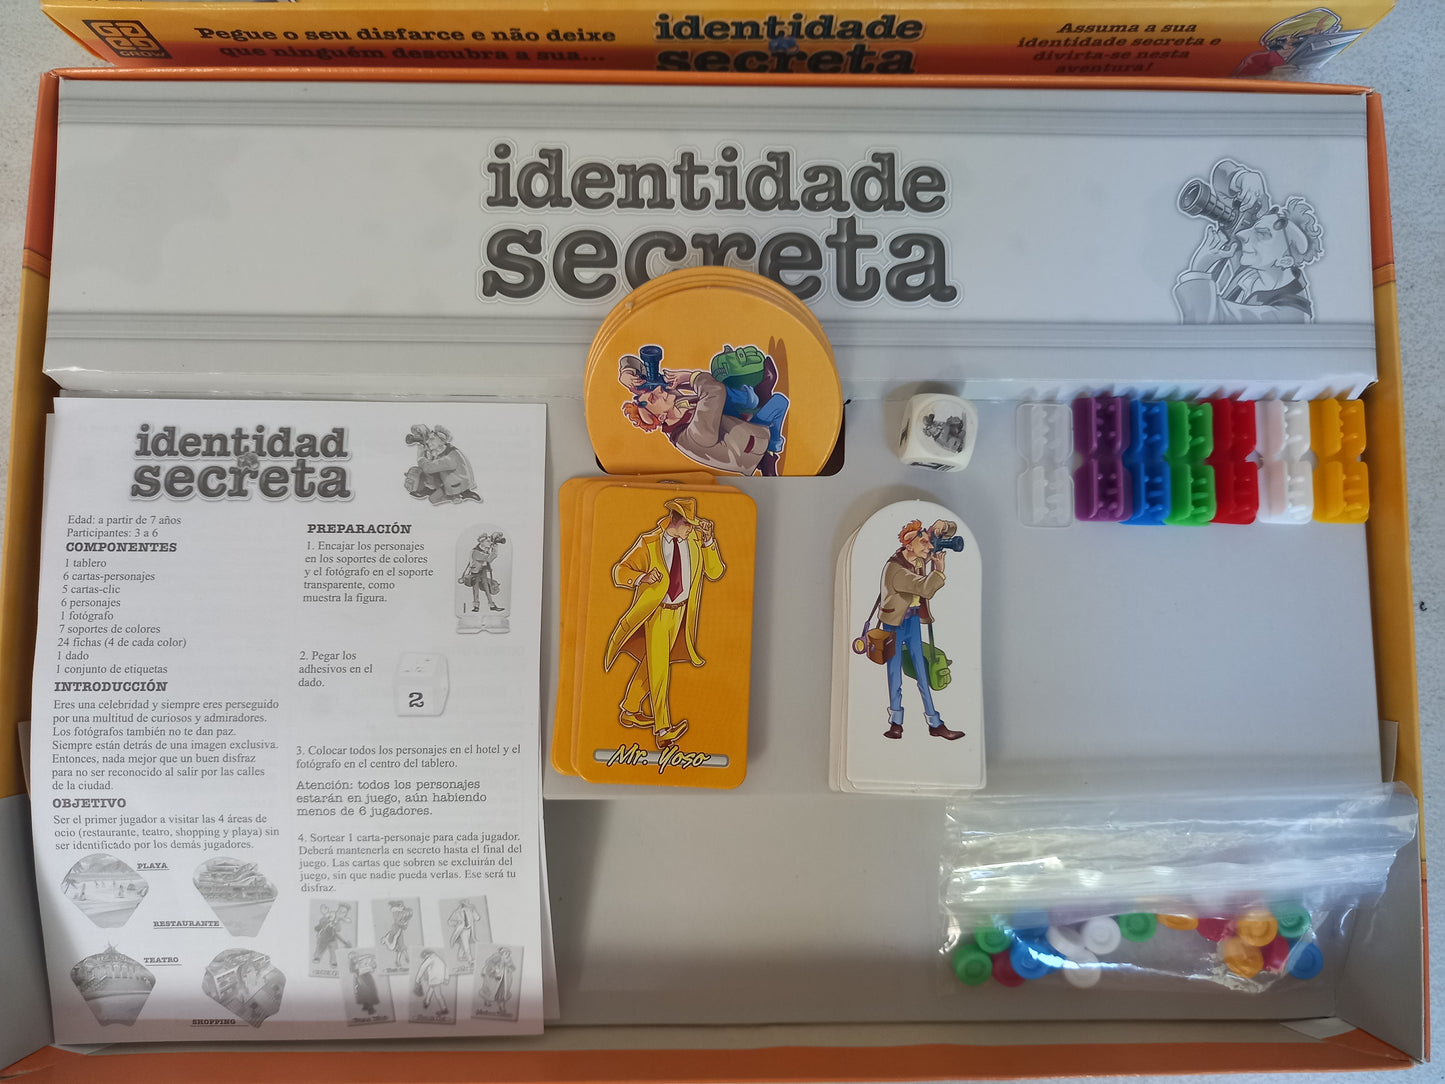 GROW
Pegue o seu disfarce e não deixe
que ninguém descubra a sua...
identidade
secreta
Assuma a sua
identidade secreta e
divirta-se nesta
aventura!
identidade
secreta
identidad
secreta
Edad: a partir de 7 años
Participantes: 3 a 6
COMPONENTES
1 tablero
6 cartas-personajes
5 cartas-clic
6 personajes
1 fotógrafo
7 soportes de colores
24 fichas (4 de cada color)
1 dado
1 conjunto de etiquetas
INTRODUCCIÓN
Eres una celebridad y siempre eres perseguido
por una multitud de curiosos y admiradores.
Los fotógrafos también no te dan paz.
Siempre están detrás de una imagen exclusiva.
Entonces, nada mejor que un buen disfraz
para no ser reconocido al salir por las calles
de la ciudad.
OBJETIVO
Ser el primer jugador a visitar las 4 áreas de
ocio (restaurante, teatro, shopping y playa) sin
ser identificado por los demás jugadores.
PLAYA
RESTAURANTE
TEATRO
SHOPPING
PREPARACIÓN
1. Encajar los personajes
en los soportes de colores
y el fotógrafo en el soporte
transparente, como
muestra la figura.
2. Pegar los
adhesivos en el
dado.
2
3. Colocar todos los personajes en el hotel y el
fotógrafo en el centro del tablero.
Atención: todos los personajes
estarán en juego, aún habiendo
menos de 6 jugadores.
4. Sortear 1 carta-personaje para cada jugador.
Deberá mantenerla en secreto hasta el final del
juego. Las cartas que sobren se excluirán del
juego, sin que nadie pueda verlas. Ese será tu
disfraz.
Mr. Yoso